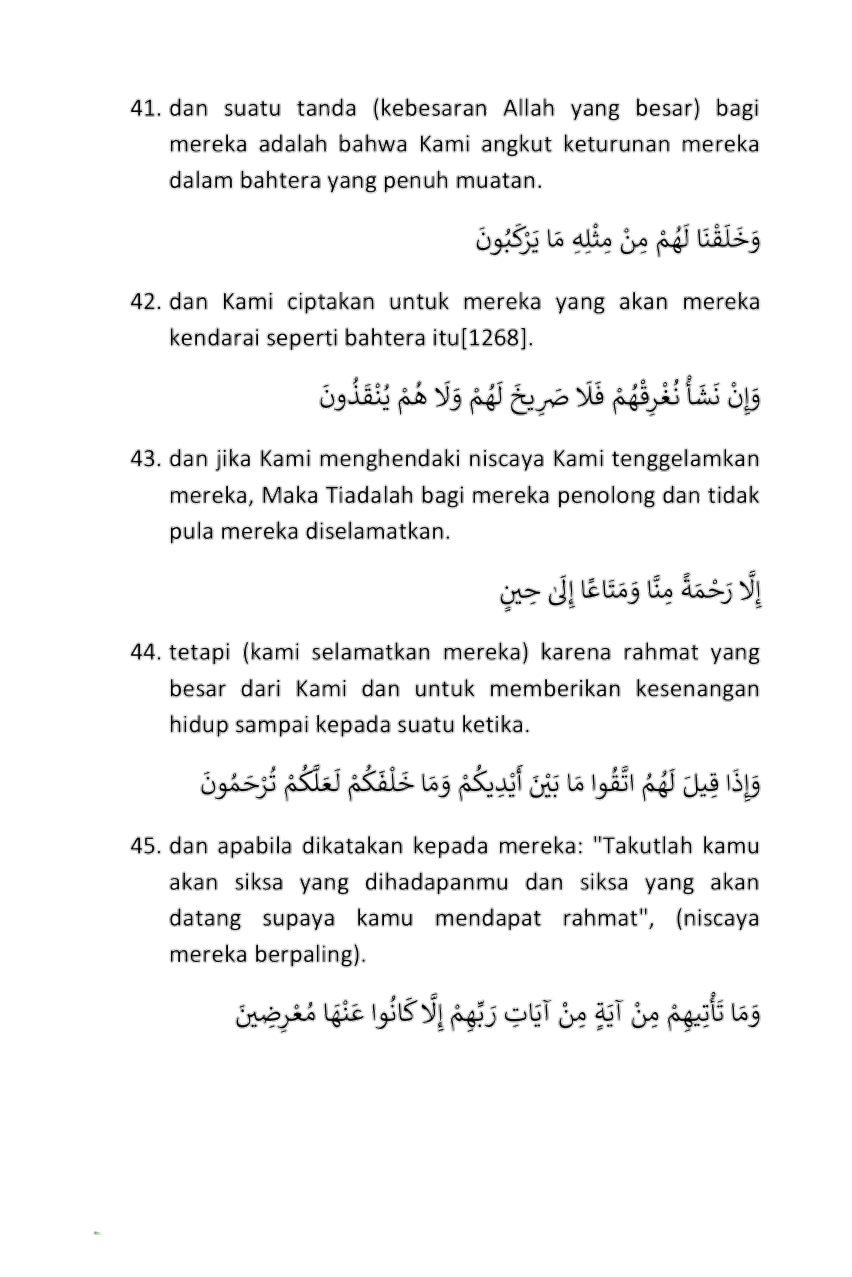 41. dan suatu tanda (kebesaran Allah yang besar) bagi
mereka adalah bahwa Kami angkut keturunan mereka
dalam bahtera yang penuh muatan.
وَخَلَقْنَا لَهُمْ مِنْ مِثْلِهِ مَا يَرْكَبُونَ
42. dan Kami ciptakan untuk mereka yang akan mereka
kendarai seperti bahtera itu[1268].
وَإِنْ نَشَأْ نُغْرِقْهُمْ فَلَا صَرِيخَ لَهُمْ وَلَا هُمْ يُنْقَذُونَ
43. dan jika Kami menghendaki niscaya Kami tenggelamkan
mereka, Maka Tiadalah bagi mereka penolong dan tidak
pula mereka diselamatkan.
إِلَّا رَحْمَةً مِنَّا وَمَتَاعًا إِلَىٰ حِينٍ
44. tetapi (kami selamatkan mereka) karena rahmat yang
besar dari Kami dan untuk memberikan kesenangan
hidup sampai kepada suatu ketika.
وَإِذَا قِيلَ لَهُمُ اتَّقُوا مَا بَيْنَ أَيْدِيكُمْ وَمَا خَلْفَكُمْ لَعَلَّكُمْ تُرْحَمُونَ
45. dan apabila dikatakan kepada mereka: "Takutlah kamu
akan siksa yang dihadapanmu dan siksa yang akan
datang supaya kamu mendapat rahmat", (niscaya
mereka berpaling).
وَمَا تَأْتِيهِمْ مِنْ آيَةٍ مِنْ آيَاتِ رَبِّهِمْ إِلَّا كَانُوا عَنْهَا مُعْرِضِينَ